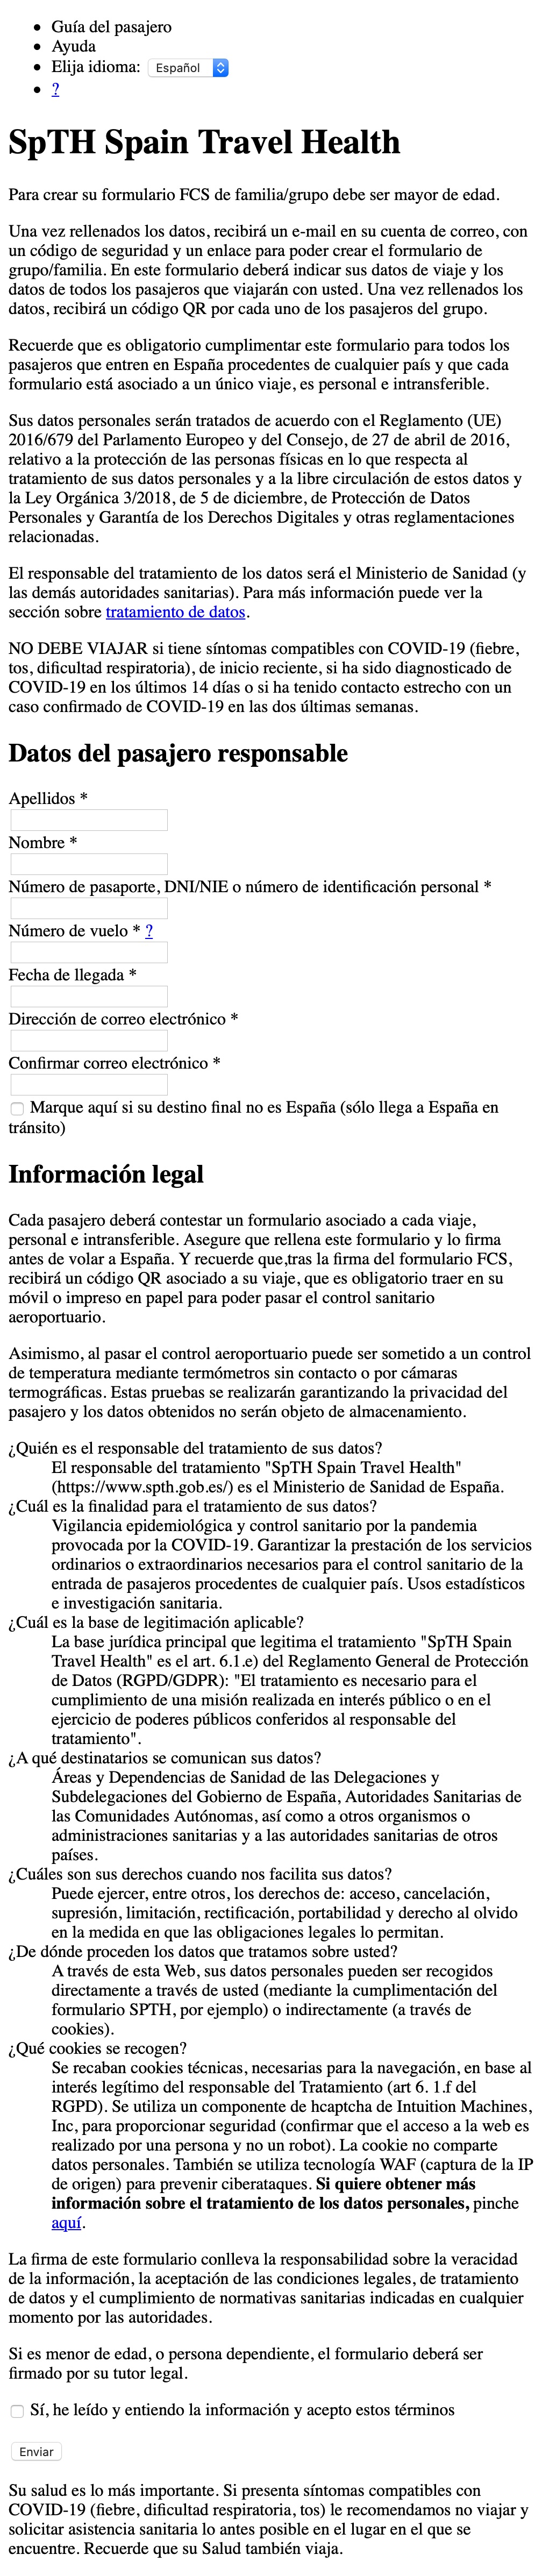 Guía del pasajero
Ayuda
Elija idioma: Español
?
SpTH Spain Travel Health
Para crear su formulario FCS de familia/grupo debe ser mayor de edad.
Una vez rellenados los datos, recibirá un e-mail en su cuenta de correo, con
un código de seguridad y un enlace para poder crear el formulario de
grupo/familia. En este formulario deberá indicar sus datos de viaje y los
datos de todos los pasajeros que viajarán con usted. Una vez rellenados los
datos, recibirá un código QR por cada uno de los pasajeros del grupo.
Recuerde que es obligatorio cumplimentar este formulario para todos los
pasajeros que entren en España procedentes de cualquier país y que cada
formulario está asociado a un único viaje, es personal e intransferible.
Sus datos personales serán tratados de acuerdo con el Reglamento (UE)
2016/679 del Parlamento Europeo y del Consejo, de 27 de abril de 2016,
relativo a la protección de las personas físicas en lo que respecta al
tratamiento de sus datos personales y a la libre circulación de estos datos y
la Ley Orgánica 3/2018, de 5 de diciembre, de Protección de Datos
Personales y Garantía de los Derechos Digitales y otras reglamentaciones
relacionadas.
El responsable del tratamiento de los datos será el Ministerio de Sanidad (y
las demás autoridades sanitarias). Para más información puede ver la
sección sobre tratamiento de datos.
NO DEBE VIAJAR si tiene síntomas compatibles con COVID-19 (fiebre,
tos, dificultad respiratoria), de inicio reciente, si ha sido diagnosticado de
COVID-19 en los últimos 14 días o si ha tenido contacto estrecho con un
caso confirmado de COVID-19 en las dos últimas semanas.
Datos del pasajero responsable
Apellidos *
Nombre *
Número de pasaporte, DNI/NIE o número de identificación personal *
Número de vuelo * ?
Fecha de llegada *
Dirección de correo electrónico *
Confirmar correo electrónico *
Marque aquí si su destino final no es España (sólo llega a España en
tránsito)
Información legal
Cada pasajero deberá contestar un formulario asociado a cada viaje,
personal e intransferible. Asegure que rellena este formulario y lo firma
antes de volar a España. Y recuerde que,tras la firma del formulario FCS,
recibirá un código QR asociado a su viaje, que es obligatorio traer en su
móvil o impreso en papel para poder pasar el control sanitario
aeroportuario.
Asimismo, al pasar el control aeroportuario puede ser sometido a un control
de temperatura mediante termómetros sin contacto o por cámaras
termográficas. Estas pruebas se realizarán garantizando la privacidad del
pasajero y los datos obtenidos no serán objeto de almacenamiento.
¿Quién es el responsable del tratamiento de sus datos?
El responsable del tratamiento "SpTH Spain Travel Health"
(https://www.spth.gob.es/) es el Ministerio de Sanidad de España.
¿Cuál es la finalidad para el tratamiento de sus datos?
Vigilancia epidemiológica y control sanitario por la pandemia
provocada por la COVID-19. Garantizar la prestación de los servicios
ordinarios o extraordinarios necesarios para el control sanitario de la
entrada de pasajeros procedentes de cualquier país. Usos estadísticos
e investigación sanitaria.
¿Cuál es la base de legitimación aplicable?
La base jurídica principal que legitima el tratamiento "SpTH Spain
Travel Health" es el art. 6.1.e) del Reglamento General de Protección
de Datos (RGPD/GDPR): "El tratamiento es necesario para el
cumplimiento de una misión realizada en interés público o en el
ejercicio de poderes públicos conferidos al responsable del
tratamiento".
¿A qué destinatarios se comunican sus datos?
Áreas y Dependencias de Sanidad de las Delegaciones y
Subdelegaciones del Gobierno de España, Autoridades Sanitarias de
las Comunidades Autónomas, así como a otros organismos o
administraciones sanitarias y a las autoridades sanitarias de otros
países.
¿Cuáles son sus derechos cuando nos facilita sus datos?
Puede ejercer, entre otros, los derechos de: acceso, cancelación,
supresión, limitación, rectificación, portabilidad y derecho al olvido
en la medida en que las obligaciones legales lo permitan.
¿De dónde proceden los datos que tratamos sobre usted?
A través de esta Web, sus datos personales pueden ser recogidos
directamente a través de usted (mediante la cumplimentación del
formulario SPTH, por ejemplo) o indirectamente (a través de
cookies).
¿Qué cookies se recogen?
Se recaban cookies técnicas, necesarias para la navegación, en base al
interés legítimo del responsable del Tratamiento (art 6. 1.f del
RGPD). Se utiliza un componente de hcaptcha de Intuition Machines,
Inc, para proporcionar seguridad (confirmar que el acceso a la web es
realizado por una persona y no un robot). La cookie no comparte
datos personales. También se utiliza tecnología WAF (captura de la IP
de origen) para prevenir ciberataques. Si quiere obtener más
información sobre el tratamiento de los datos personales, pinche
aquí.
La firma de este formulario conlleva la responsabilidad sobre la veracidad
de la información, la aceptación de las condiciones legales, de tratamiento
de datos y el cumplimiento de normativas sanitarias indicadas en cualquier
momento por las autoridades.
Si es menor de edad, o persona dependiente, el formulario deberá ser
firmado por su tutor legal.
Sí, he leído y entiendo la información y acepto estos términos
Enviar
Su salud es lo más importante. Si presenta síntomas compatibles con
COVID-19 (fiebre, dificultad respiratoria, tos) le recomendamos no viajar y
solicitar asistencia sanitaria lo antes posible en el lugar en el que se
encuentre. Recuerde que su Salud también viaja.